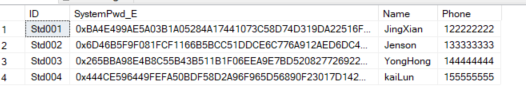 ID SystemPwd_E Name Phone
1 Std001 0xBA4E499AE5A03B1A05284A17441073C58D74D319DA22516F... JingXian 122222222
2 Std002 0x6D46B5F9F081FCF1166B5BCC51DDCE6C776A912AED6DC4... Jenson 133333333
3 Std003 0x265BBA98E4B8C55B43B511B1F06EEA9E7BD520827726922... YongHong 144444444
4 Std004 0x444CE596449FEFA50BDF58D2A96F965D56890F23017D142... kaiLun 155555555